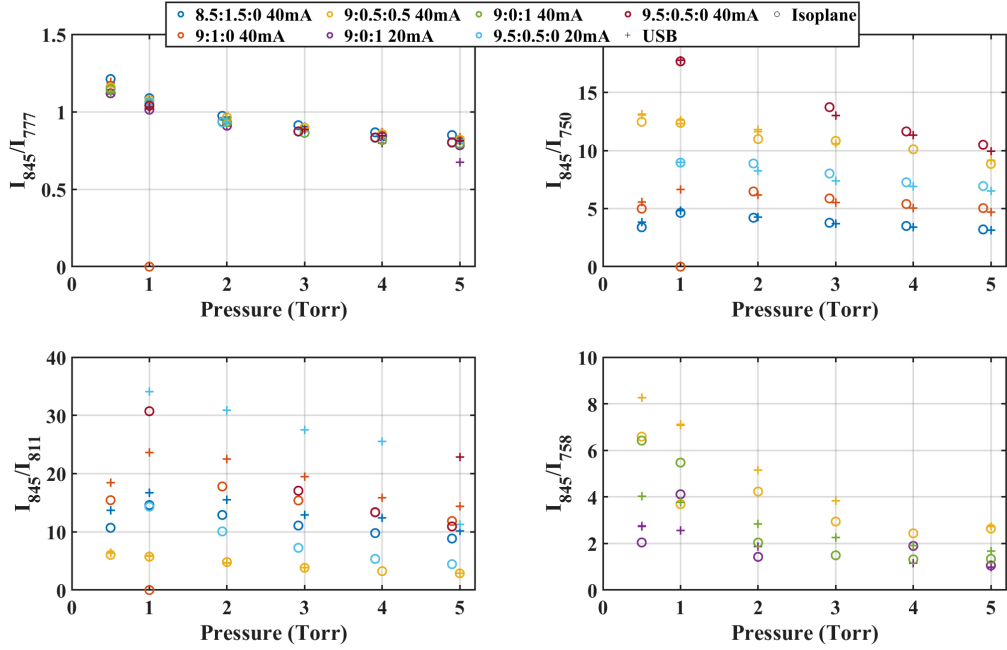 8.5:1.5:0 40mA 9:0.5:0.5 40mA 9:0:1 40mA 9.5:0.5:0 40mA Isoplane
9:1:0 40mA 9:0:1 20mA 9.5:0.5:0 20mA USB
1.5
1
0.5
0
I845/I777
0 1 2 3 4 5
Pressure (Torr)
15
10
5
0
I845/I750
0 1 2 3 4 5
Pressure (Torr)
40
30
20
10
0
I845/I811
0 1 2 3 4 5
Pressure (Torr)
10
8
6
4
2
0
I845/I758
0 1 2 3 4 5
Pressure (Torr)